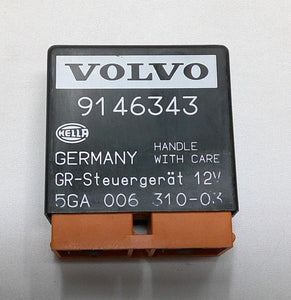 VOLVO
9146343
HELLA
GERMANY HANDLE WITH CARE
GR-Steuergerät 12V
5GA 006 310-03